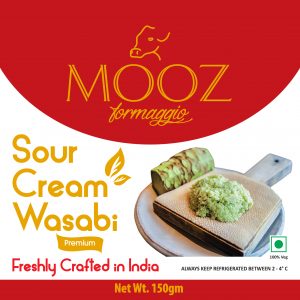 MOOZ
formaggio
Sour
Cream
Wasabi
Premium
Freshly Crafted in India
100% Veg
ALWAYS KEEP REFRIGERATED BETWEEN 2 - 4° C
Net Wt. 150gm